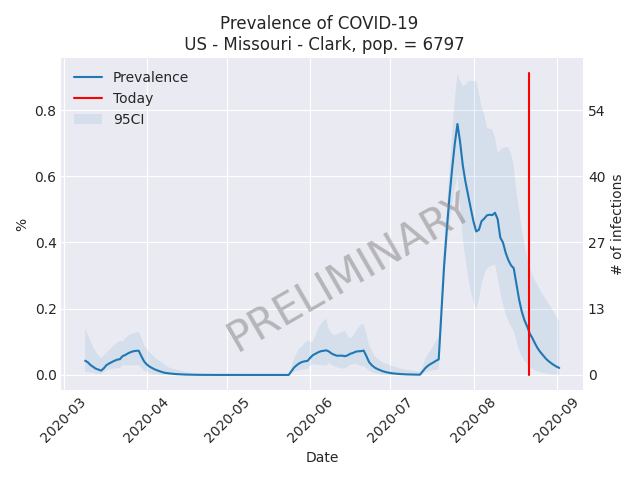 Prevalence of COVID-19
US - Missouri - Clark, pop. = 6797
Prevalence
Today
95CI
PRELIMINARY
%
0.8
0.6
0.4
0.2
0.0
54
40
27
13
0
# of infections
2020-03
2020-04
2020-05
2020-06
2020-07
2020-08
2020-09
Date